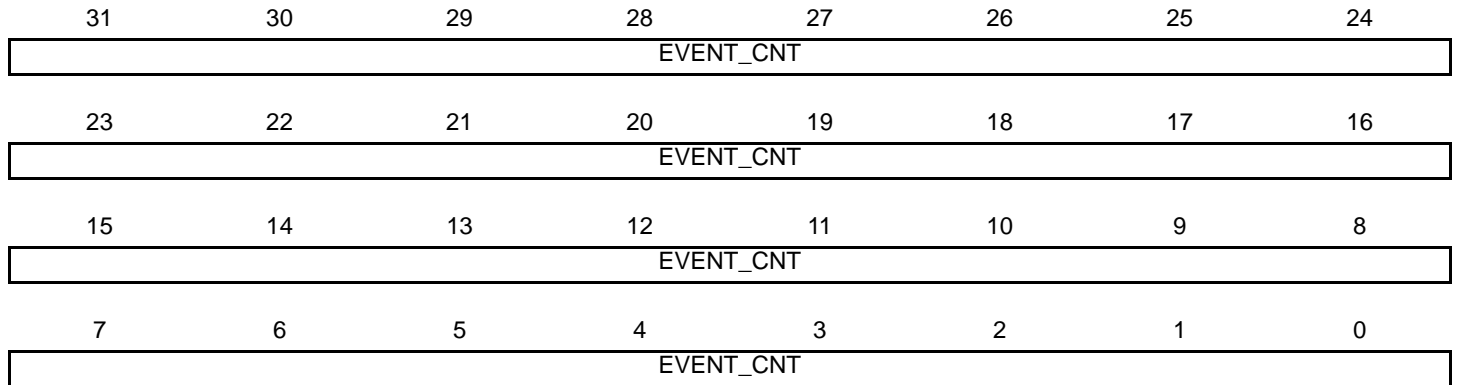 31 30 29 28 27 26 25 24
EVENT_CNT
23 22 21 20 19 18 17 16
EVENT_CNT
15 14 13 12 11 10 9 8
EVENT_CNT
7 6 5 4 3 2 1 0
EVENT_CNT